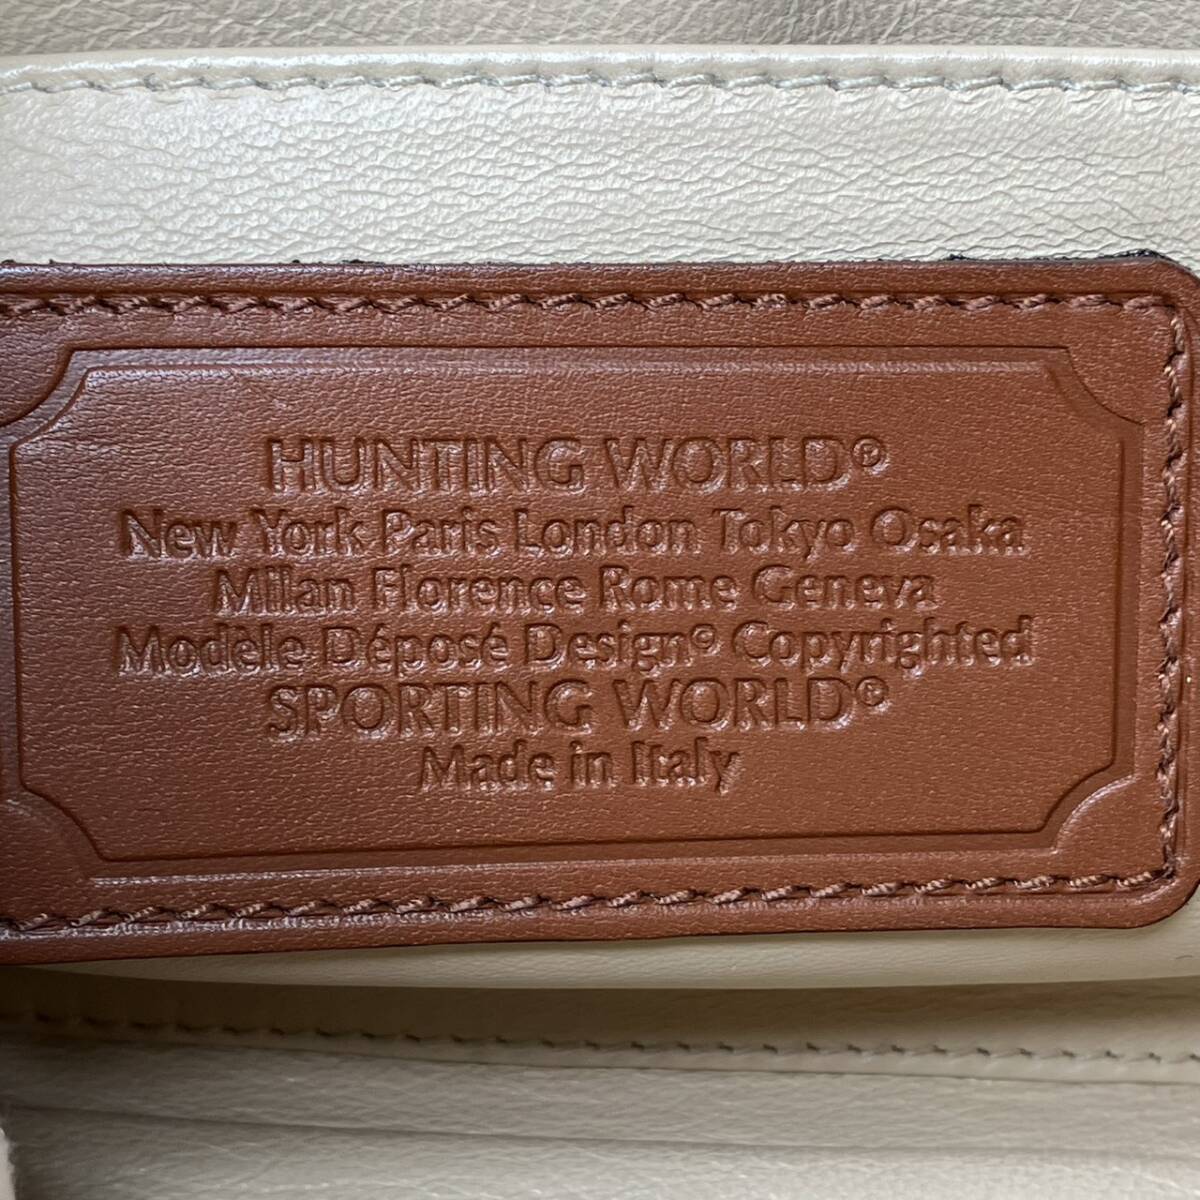 HUNTING WORLD®
New York Paris London Tokyo Osaka
Milan Florence Rome Geneva
Modèle Déposé Design© Copyrighted
SPORTING WORLD®
Made in Italy